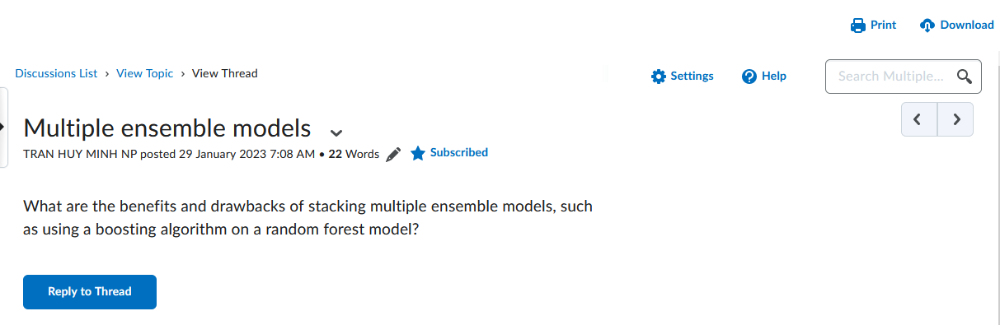 Print Download
Discussions List › View Topic › View Thread
Settings Help Search Multiple...
Multiple ensemble models
TRAN HUY MINH NP posted 29 January 2023 7:08 AM • 22 Words Subscribed
What are the benefits and drawbacks of stacking multiple ensemble models, such
as using a boosting algorithm on a random forest model?
Reply to Thread